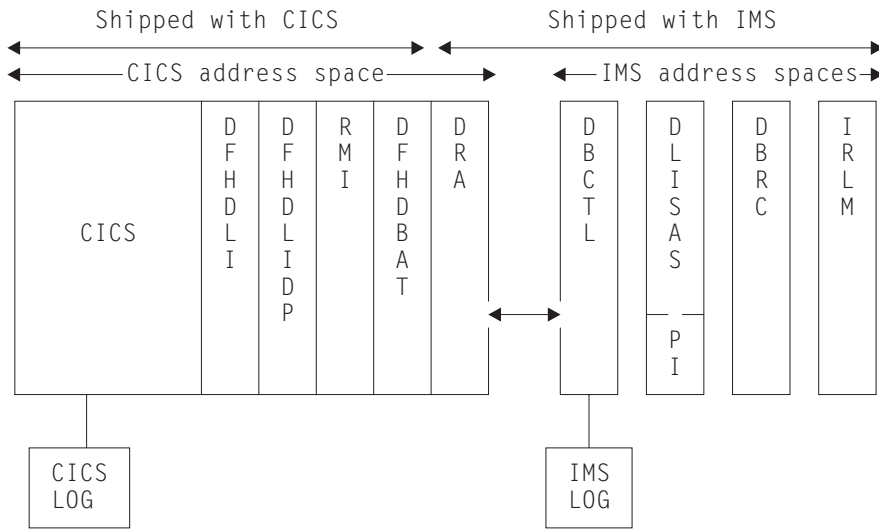 Shipped with CICS
Shipped with IMS
CICS address space
IMS address spaces
CICS
DFHDLI
DFHDLIDP
RMI
DFHDBAT
DRA
DBCTL
DLISAS
PI
DBRC
IRLM
CICS
LOG
IMS
LOG